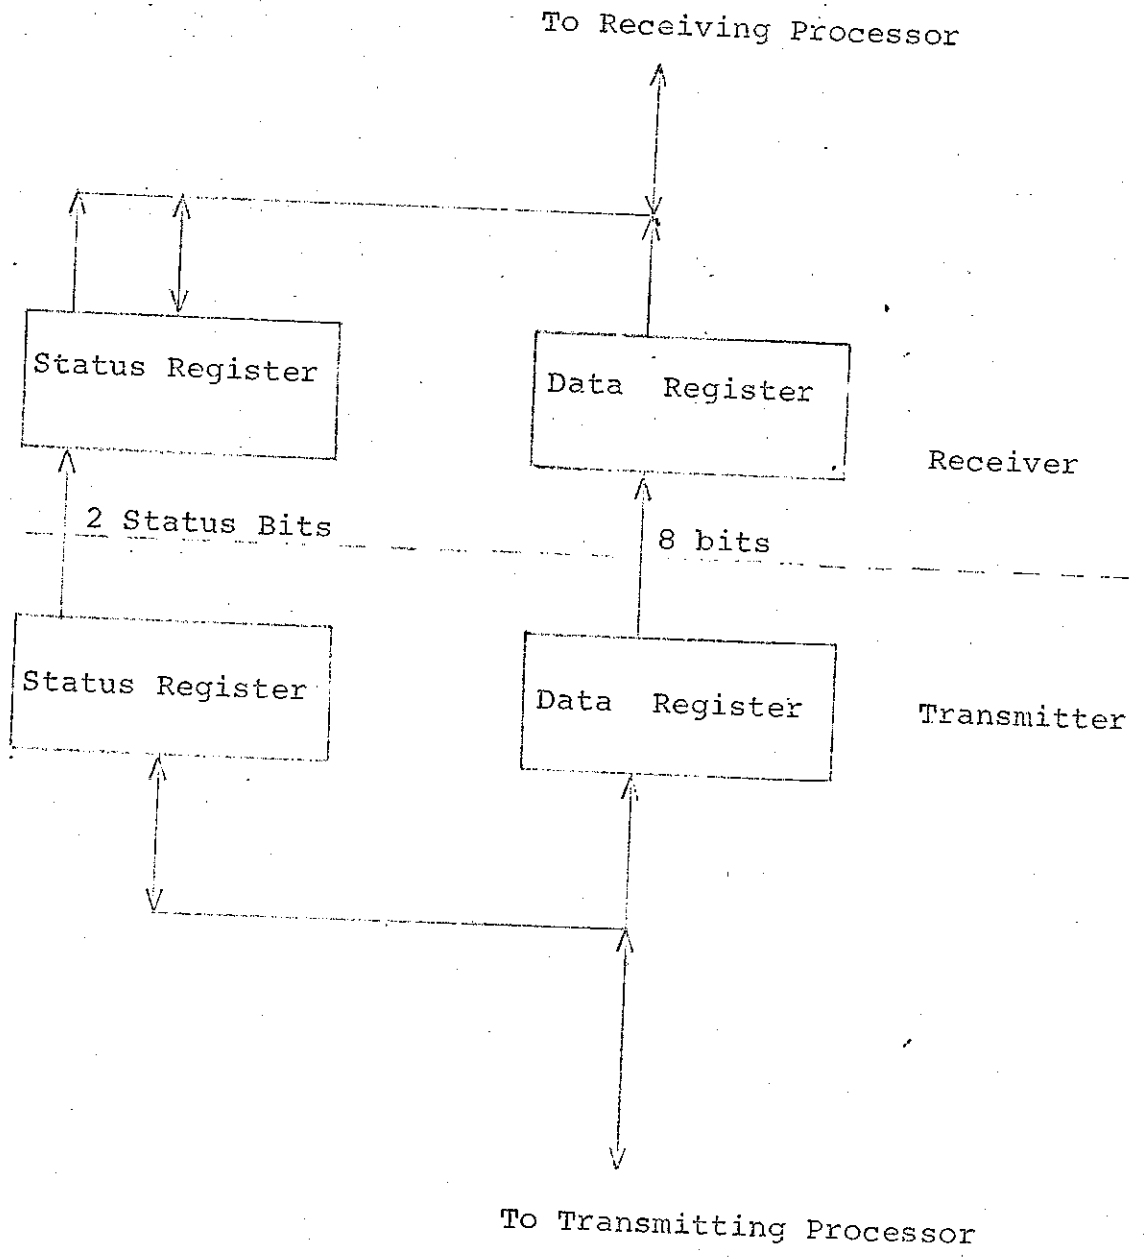 To Receiving Processor
Status Register
Data Register
Receiver
2 Status Bits
8 bits
Status Register
Data Register
Transmitter
To Transmitting Processor